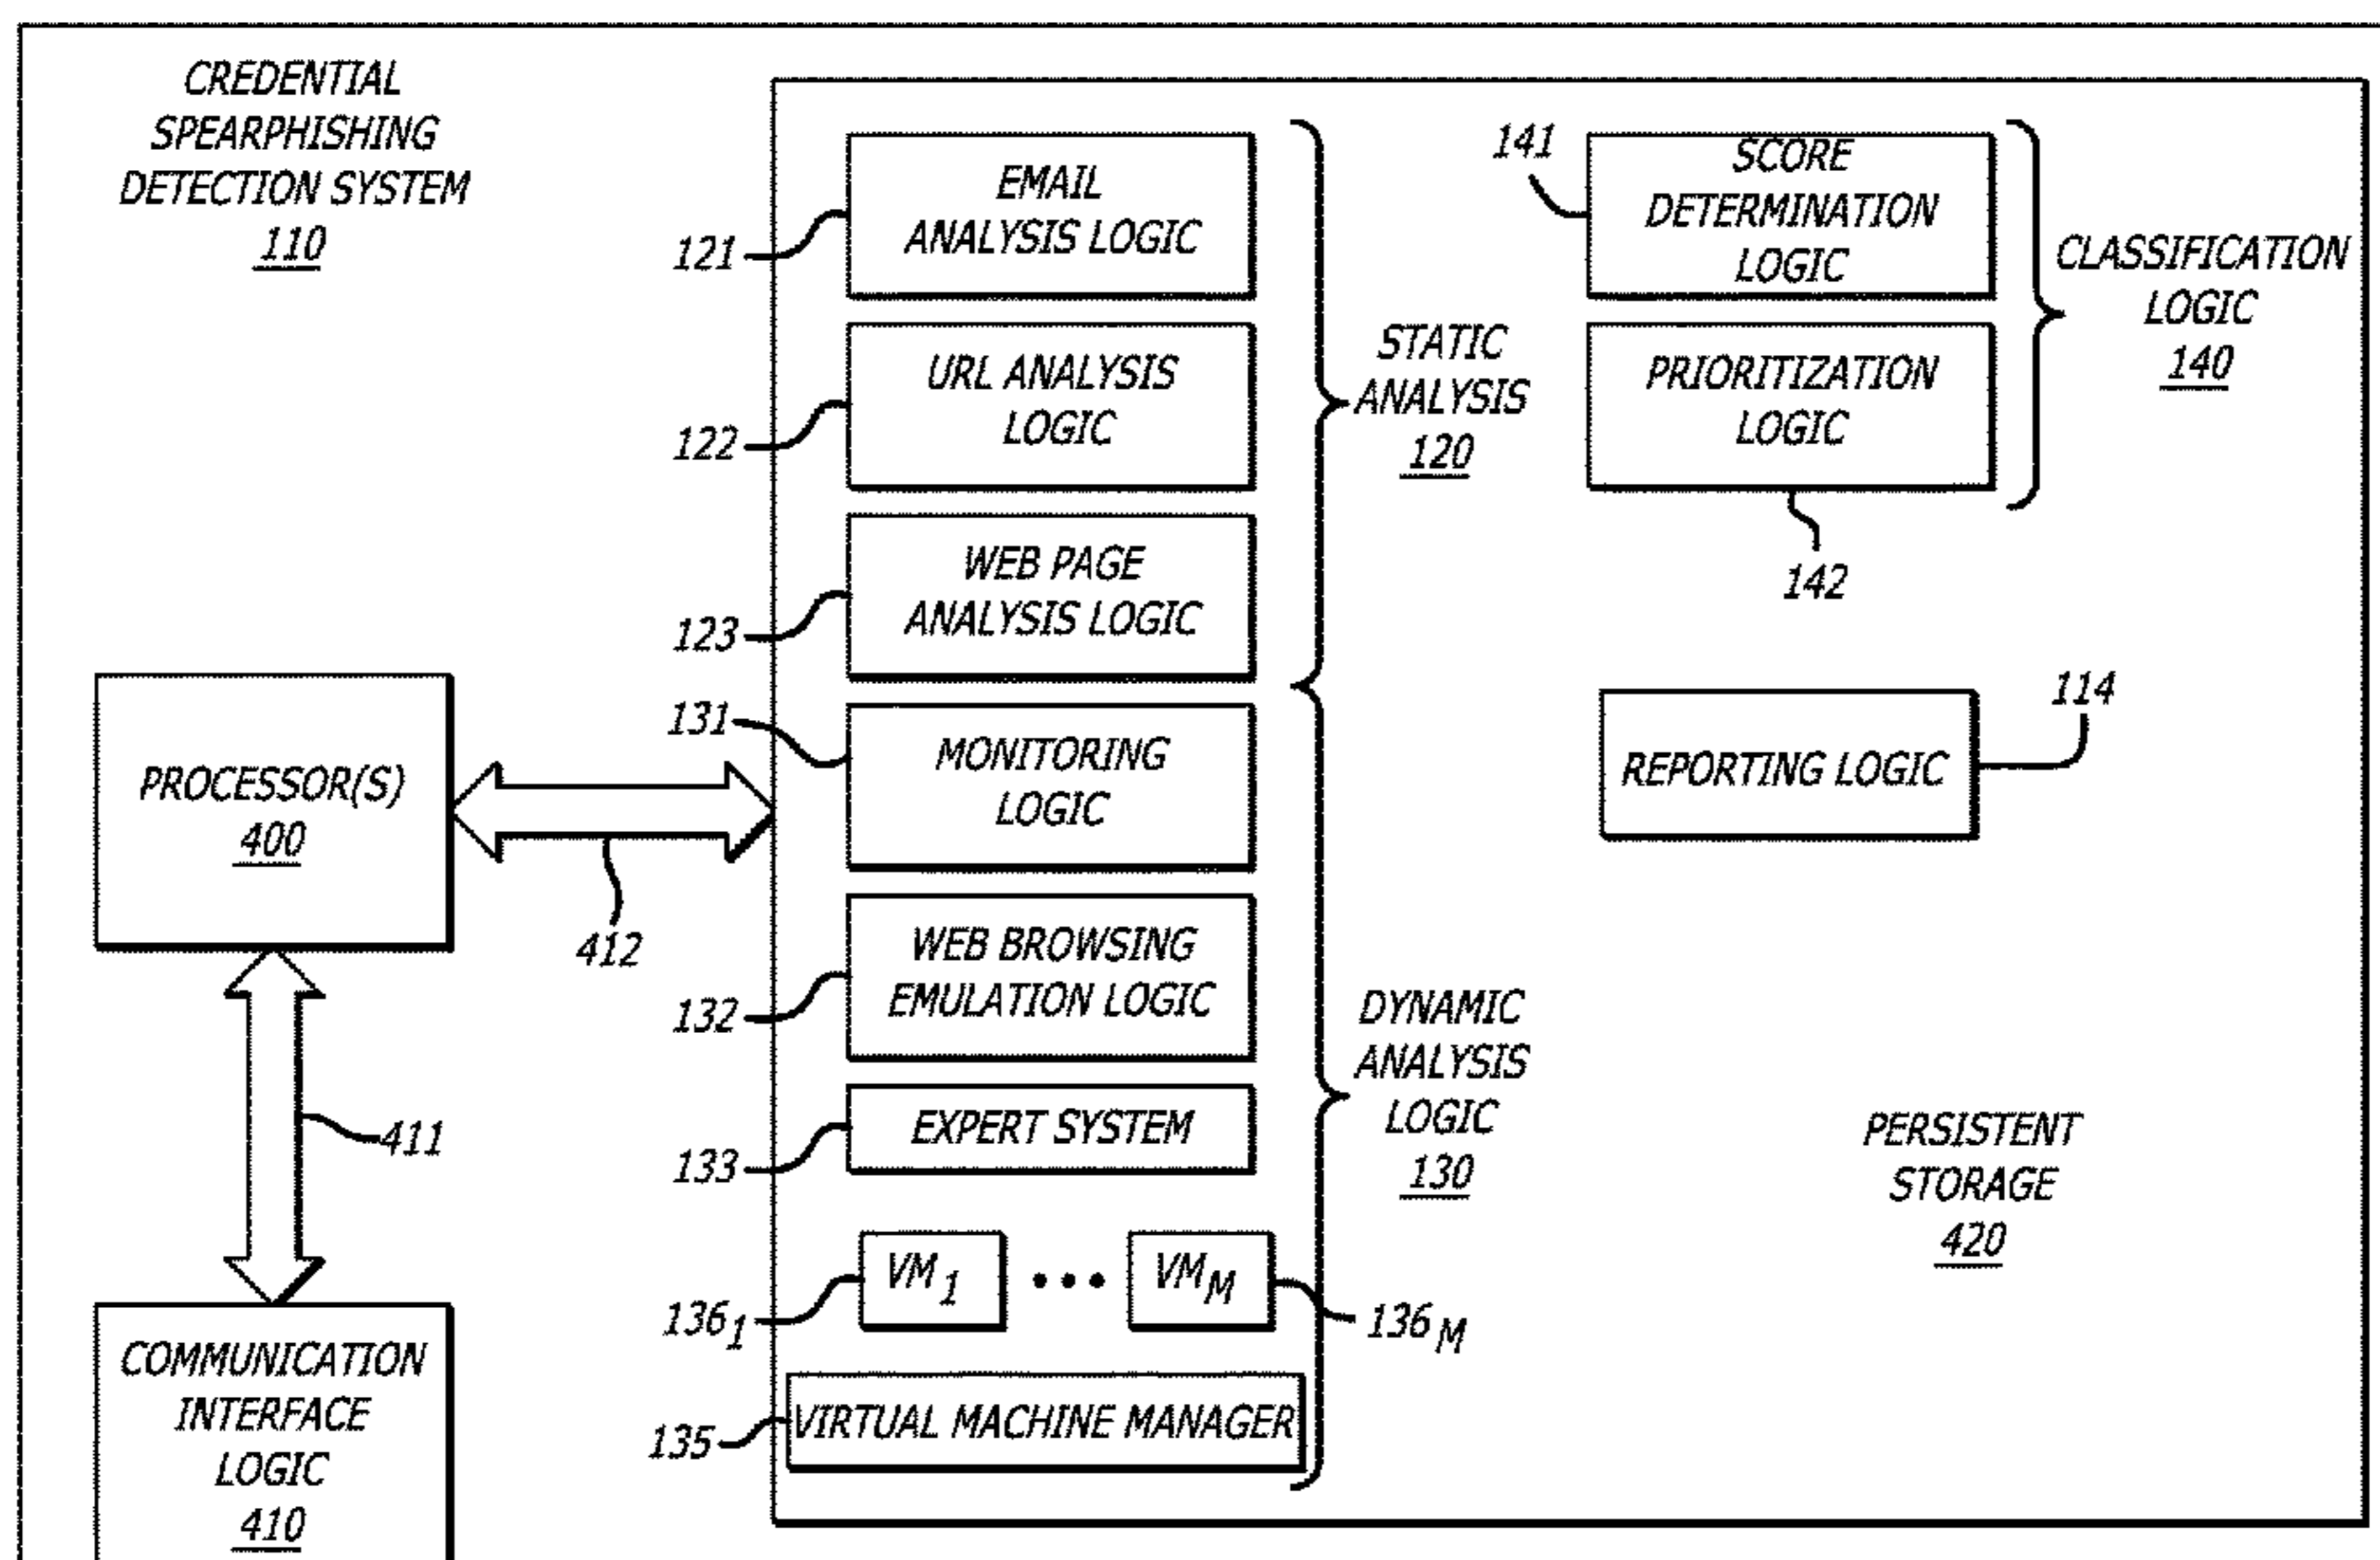 CREDENTIAL
SPEARPHISHING
DETECTION SYSTEM
110
PROCESSOR(S)
400
412
411
COMMUNICATION
INTERFACE
LOGIC
410
121
EMAIL
ANALYSIS LOGIC
122
URL ANALYSIS
LOGIC
123
WEB PAGE
ANALYSIS LOGIC
STATIC
ANALYSIS
120
131
MONITORING
LOGIC
132
WEB BROWSING
EMULATION LOGIC
133
EXPERT SYSTEM
136₁
VM₁ • • • VM_M
136_M
135
VIRTUAL MACHINE MANAGER
DYNAMIC
ANALYSIS
LOGIC
130
141
SCORE
DETERMINATION
LOGIC
PRIORITIZATION
LOGIC
142
CLASSIFICATION
LOGIC
140
REPORTING LOGIC
114
PERSISTENT
STORAGE
420